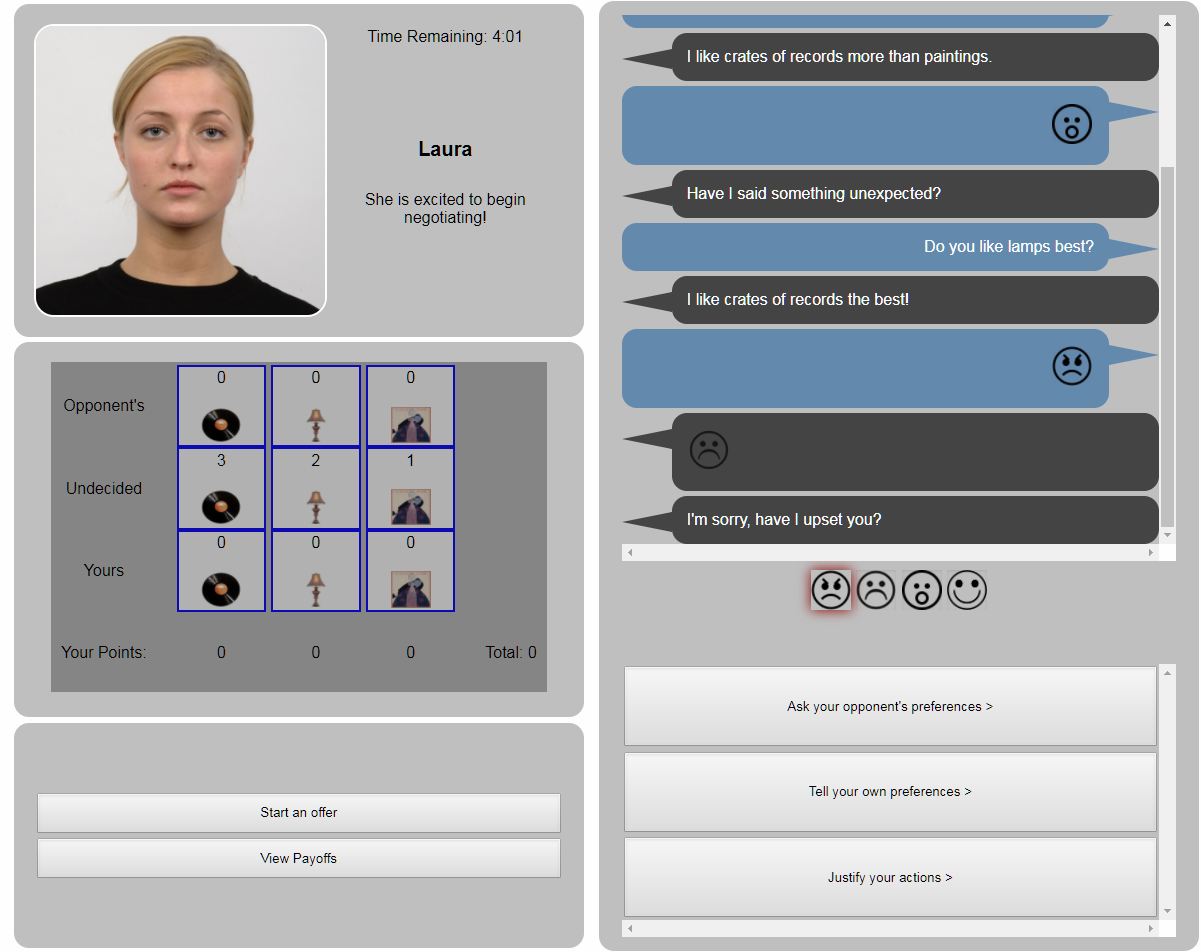 Time Remaining: 4:01
Laura
She is excited to begin
negotiating!
Opponent's
0 0 0
Undecided
3 2 1
Yours
0 0 0
Your Points: 0 0 0 Total: 0
Start an offer
View Payoffs
I like crates of records more than paintings.
Have I said something unexpected?
Do you like lamps best?
I like crates of records the best!
I'm sorry, have I upset you?
Ask your opponent's preferences >
Tell your own preferences >
Justify your actions >